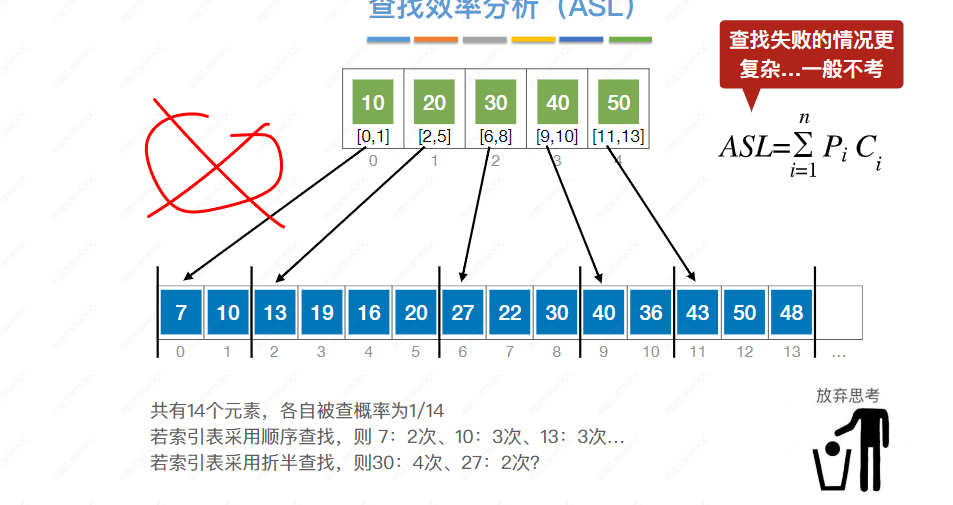 查找效率分析（ASL）
查找失败的情况更
复杂...一般不考
10 20 30 40 50
[0,1] [2,5] [6,8] [9,10] [11,13]
0 1 2 3 4
n
ASL=∑ Pi Ci
i=1
7 10 13 19 16 20 27 22 30 40 36 43 50 48
0 1 2 3 4 5 6 7 8 9 10 11 12 13 ...
共有14个元素，各自被查概率为1/14
若索引表采用顺序查找，则 7：2次、10：3次、13：3次...
若索引表采用折半查找，则30：4次、27：2次?
放弃思考